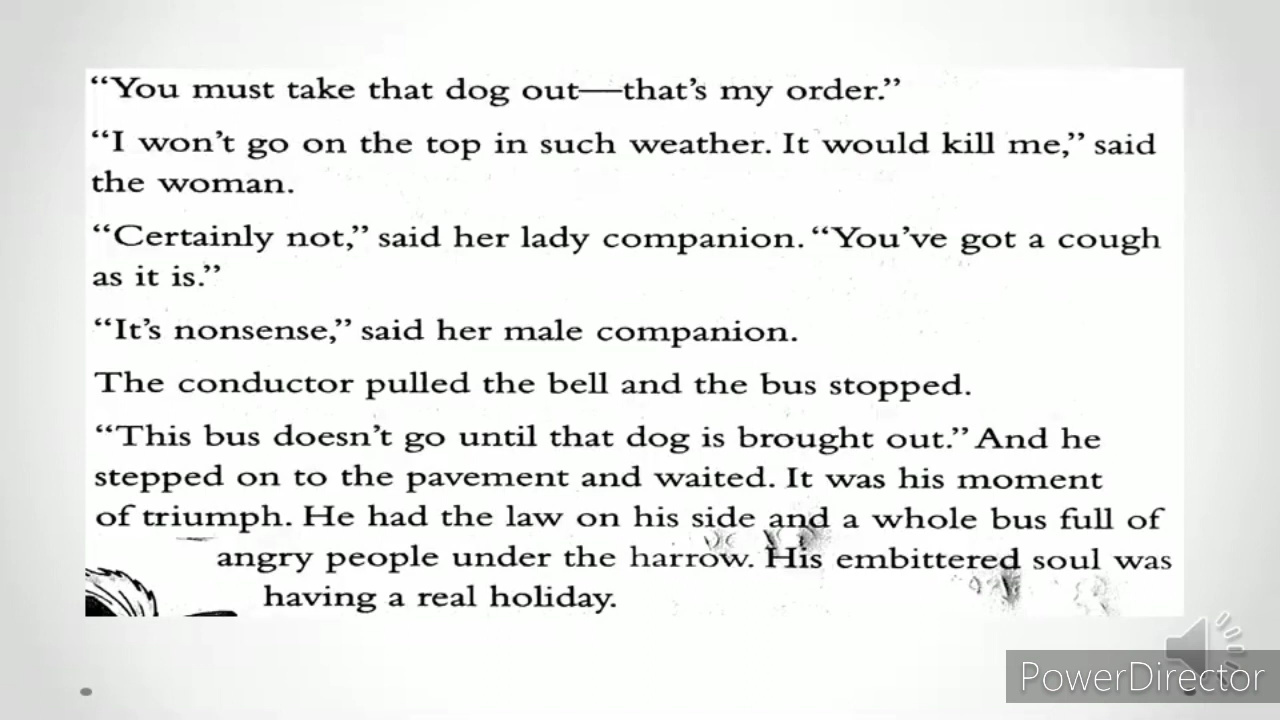 “You must take that dog out—that’s my order.”
“I won’t go on the top in such weather. It would kill me,” said
the woman.
“Certainly not,” said her lady companion. “You’ve got a cough
as it is.”
“It’s nonsense,” said her male companion.
The conductor pulled the bell and the bus stopped.
“This bus doesn’t go until that dog is brought out.” And he
stepped on to the pavement and waited. It was his moment
of triumph. He had the law on his side and a whole bus full of
angry people under the harrow. His embittered soul was
having a real holiday.
PowerDirector